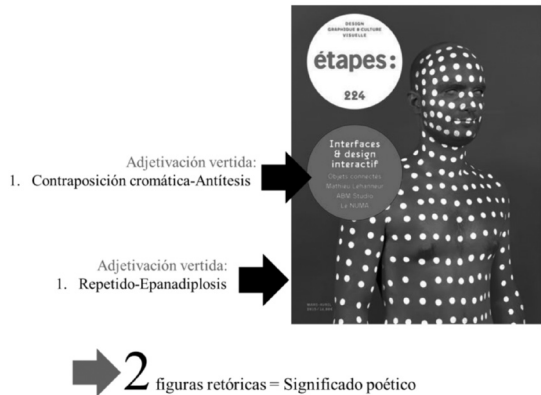 DESIGN
GRAPHIQUE & CULTURE
VISUELLE
étapes:
224
Interfaces
& design
interactif
Objets connectés
Mathieu Lehanneur
ABM Studio
Le NUMA
Adjetivación vertida:
1. Contraposición cromática-Antítesis
Adjetivación vertida:
1. Repetido-Epanadiplosis
2 figuras retóricas = Significado poético